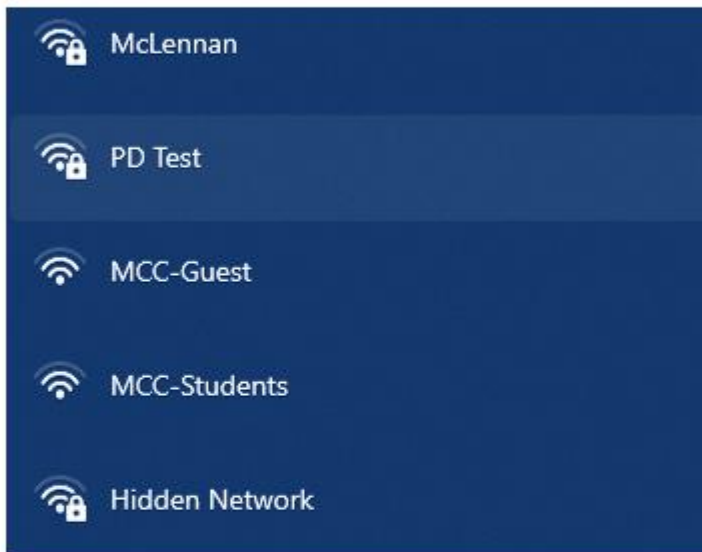 McLennan
PD Test
MCC-Guest
MCC-Students
Hidden Network